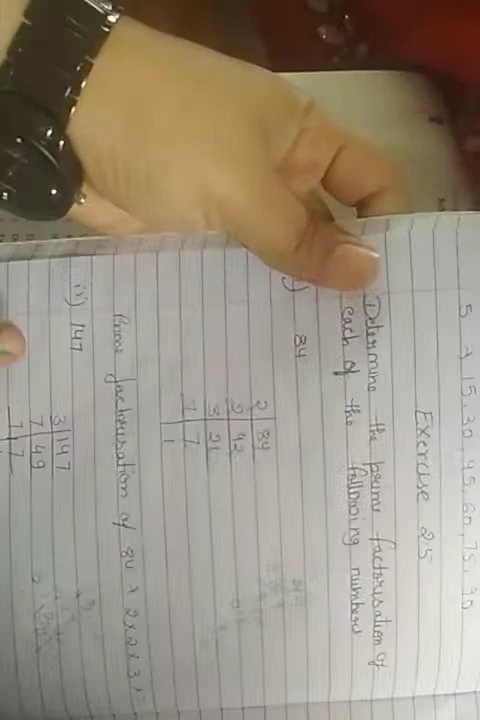 5 → 15, 30, 45, 60, 75, 90
Exercise 2.5
Determine the prime factorisation of
each of the following numbers
) 84
2 | 84
2 | 42
3 | 21
7 | 7
1
Prime factorisation of 84 → 2×2×3×
(ii) 147
3 | 147
7 | 49
7 | 7